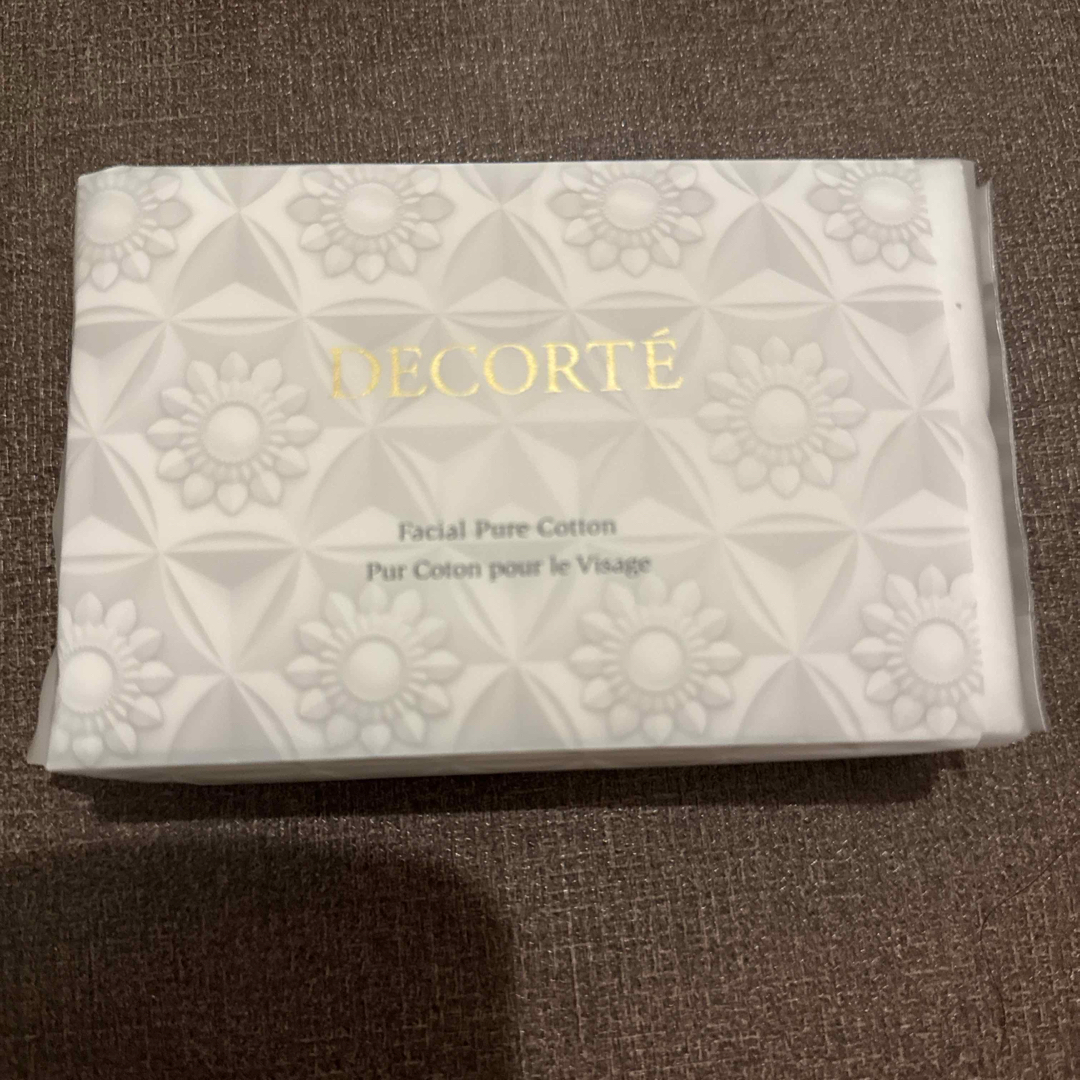 DECORTÉ
Facial Pure Cotton
Pur Coton pour le Visage